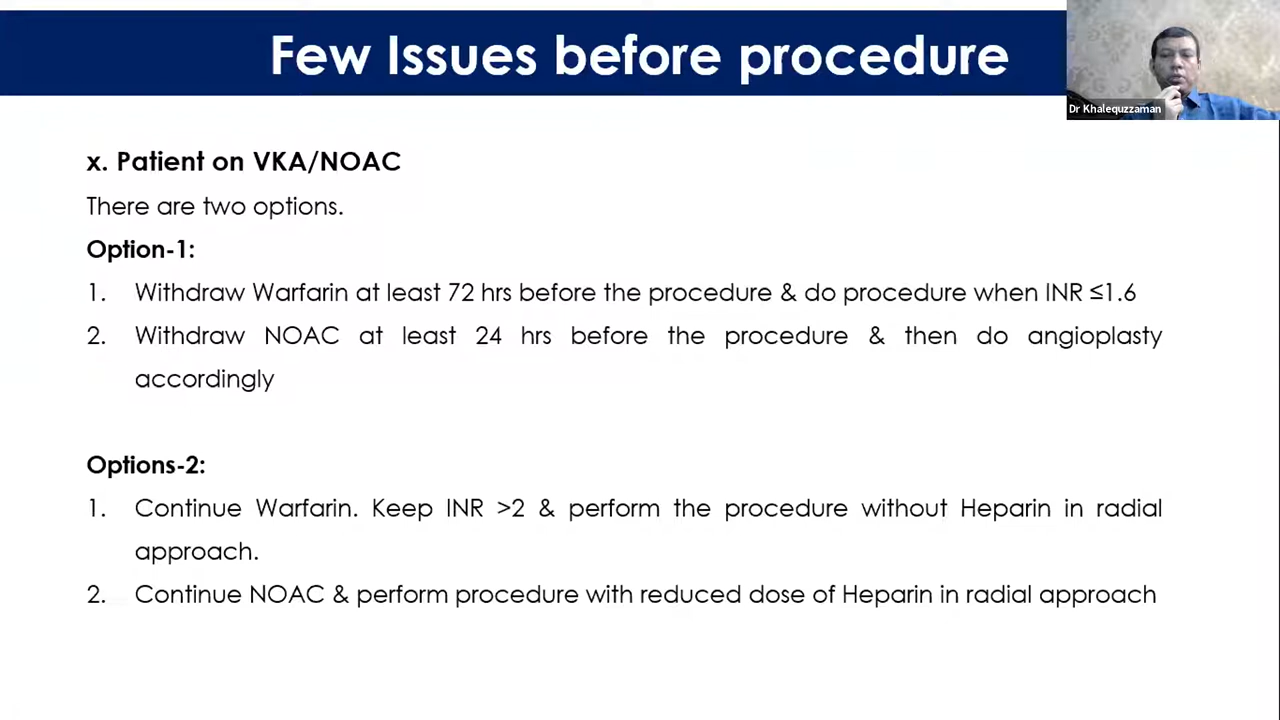 Few Issues before procedure
Dr Khalequzzaman
x. Patient on VKA/NOAC
There are two options.
Option-1:
1. Withdraw Warfarin at least 72 hrs before the procedure & do procedure when INR ≤1.6
2. Withdraw NOAC at least 24 hrs before the procedure & then do angioplasty
accordingly
Options-2:
1. Continue Warfarin. Keep INR >2 & perform the procedure without Heparin in radial
approach.
2. Continue NOAC & perform procedure with reduced dose of Heparin in radial approach